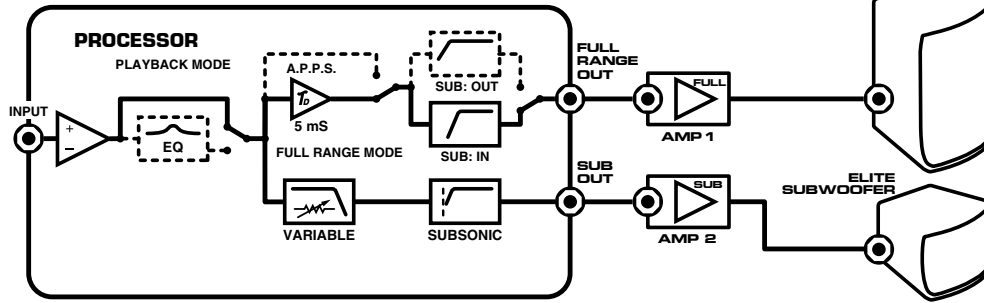 PROCESSOR
PLAYBACK MODE
INPUT
+
−
EQ
A.P.P.S.
TD
5 mS
FULL RANGE MODE
SUB: OUT
SUB: IN
VARIABLE
SUBSONIC
FULL
RANGE
OUT
SUB
OUT
FULL
AMP 1
SUB
AMP 2
ELITE
SUBWOOFER